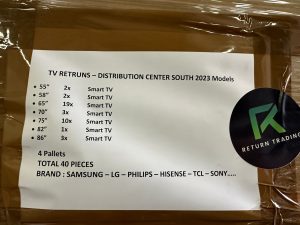 TV RETRUNS – DISTRIBUTION CENTER SOUTH 2023 Models
• 55" 2x Smart TV
• 58" 2x Smart TV
• 65" 19x Smart TV
• 70" 3x Smart TV
• 75" 10x Smart TV
• 82" 1x Smart TV
• 86" 3x Smart TV
4 Pallets
TOTAL 40 PIECES
BRAND : SAMSUNG – LG – PHILIPS – HISENSE – TCL – SONY.....
RETURN TRADING